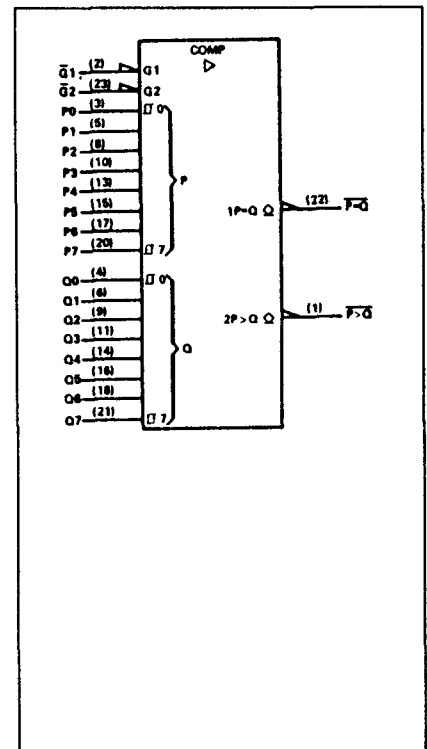 COMP
▷
G̅1 (2) G1
G̅2 (23) G2
P0 (3) 0
P1 (5)
P2 (8)
P3 (10) P
P4 (13)
P5 (15) 1P=Q (22) P̅=̅Q̅
P6 (17)
P7 (20) 7
Q0 (4) 0
Q1 (6) 2P>Q (1) P̅>̅Q̅
Q2 (9)
Q3 (11) Q
Q4 (14)
Q5 (16)
Q6 (18)
Q7 (21) 7